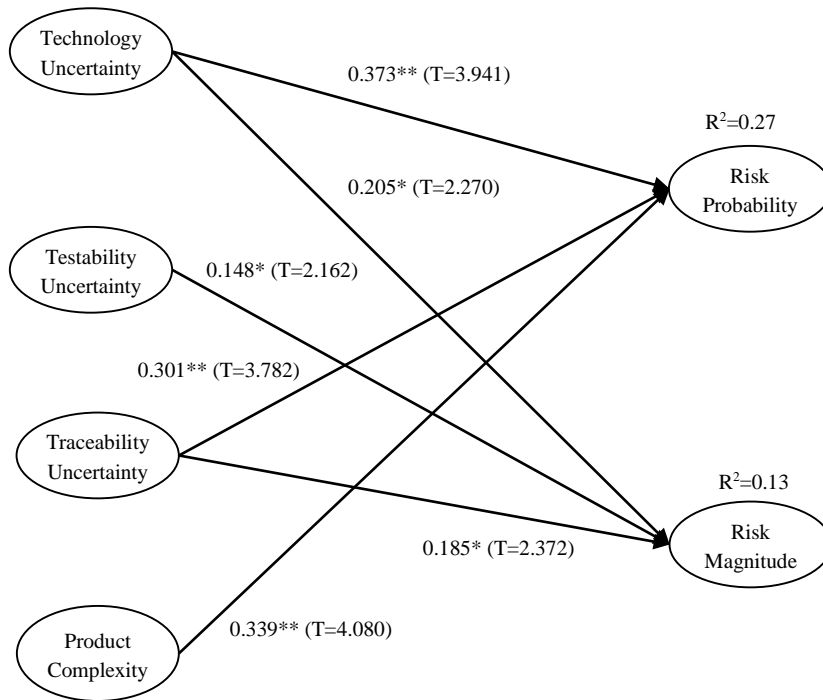 Technology
Uncertainty
0.373** (T=3.941)
R²=0.27
Risk
Probability
0.205* (T=2.270)
Testability
Uncertainty
0.148* (T=2.162)
0.301** (T=3.782)
Traceability
Uncertainty
R²=0.13
Risk
Magnitude
0.185* (T=2.372)
0.339** (T=4.080)
Product
Complexity